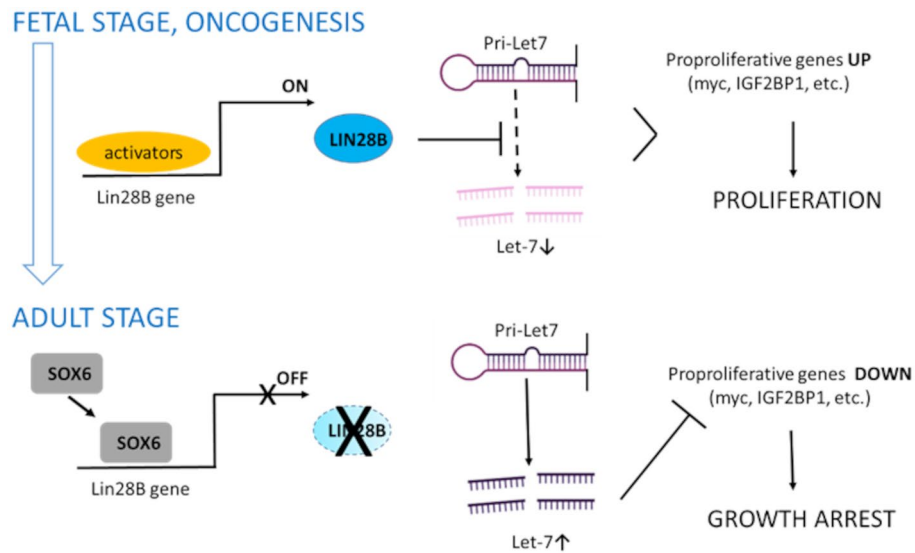 FETAL STAGE, ONCOGENESIS
Pri-Let7
Proproliferative genes UP
(myc, IGF2BP1, etc.)
ON
activators
LIN28B
Lin28B gene
PROLIFERATION
Let-7↓
ADULT STAGE
Pri-Let7
SOX6
OFF
Proproliferative genes DOWN
(myc, IGF2BP1, etc.)
SOX6
LIN28B
Lin28B gene
GROWTH ARREST
Let-7↑